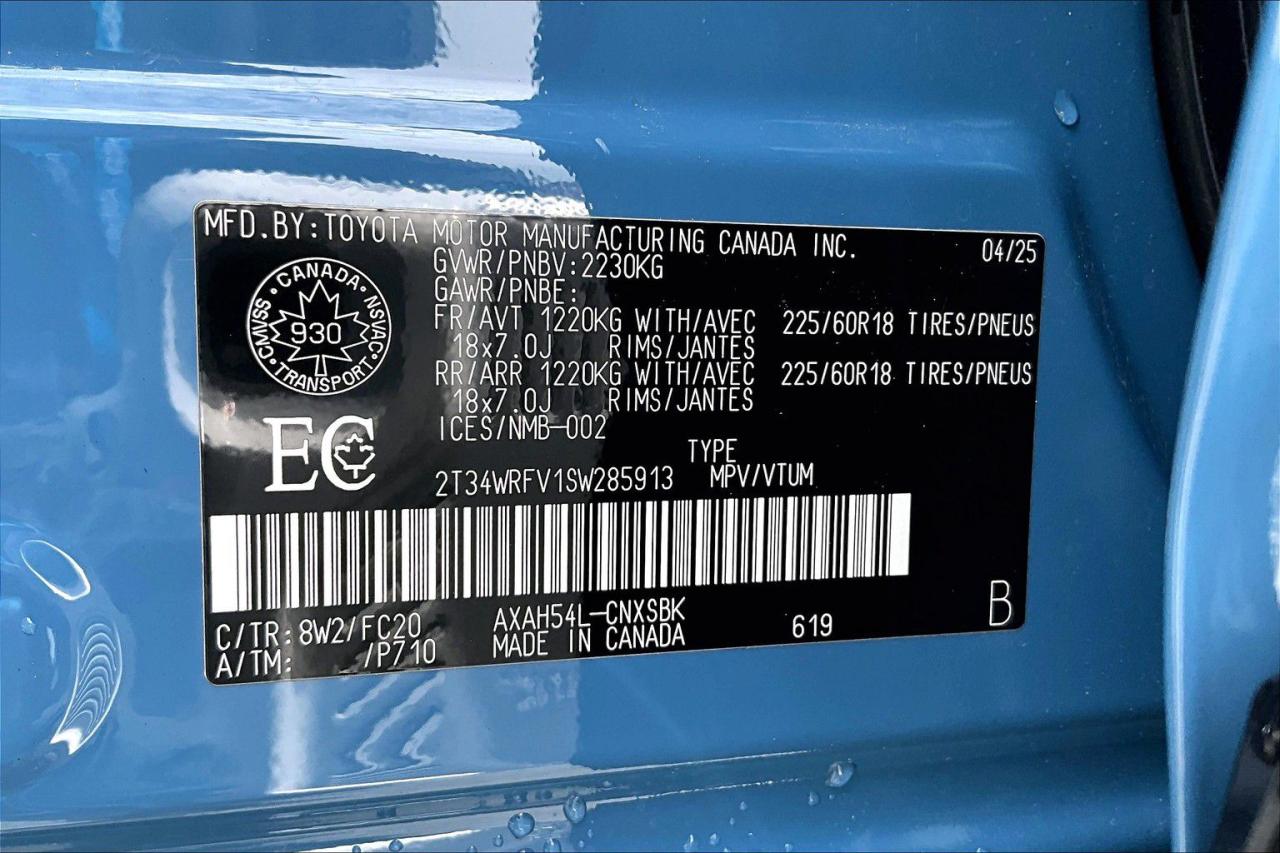 MFD.BY:TOYOTA MOTOR MANUFACTURING CANADA INC. 04/25
GVWR/PNBV:2230KG
GAWR/PNBE:
FR/AVT 1220KG WITH/AVEC 225/60R18 TIRES/PNEUS
18x7.0J RIMS/JANTES
RR/ARR 1220KG WITH/AVEC 225/60R18 TIRES/PNEUS
18x7.0J RIMS/JANTES
ICES/NMB-002
CANADA
CMVSS 930 NSVAC
TRANSPORT
EC
TYPE
2T34WRFV1SW285913 MPV/VTUM
C/TR:8W2/FC20 AXAH54L-CNXSBK 619 B
A/TM: /P710 MADE IN CANADA